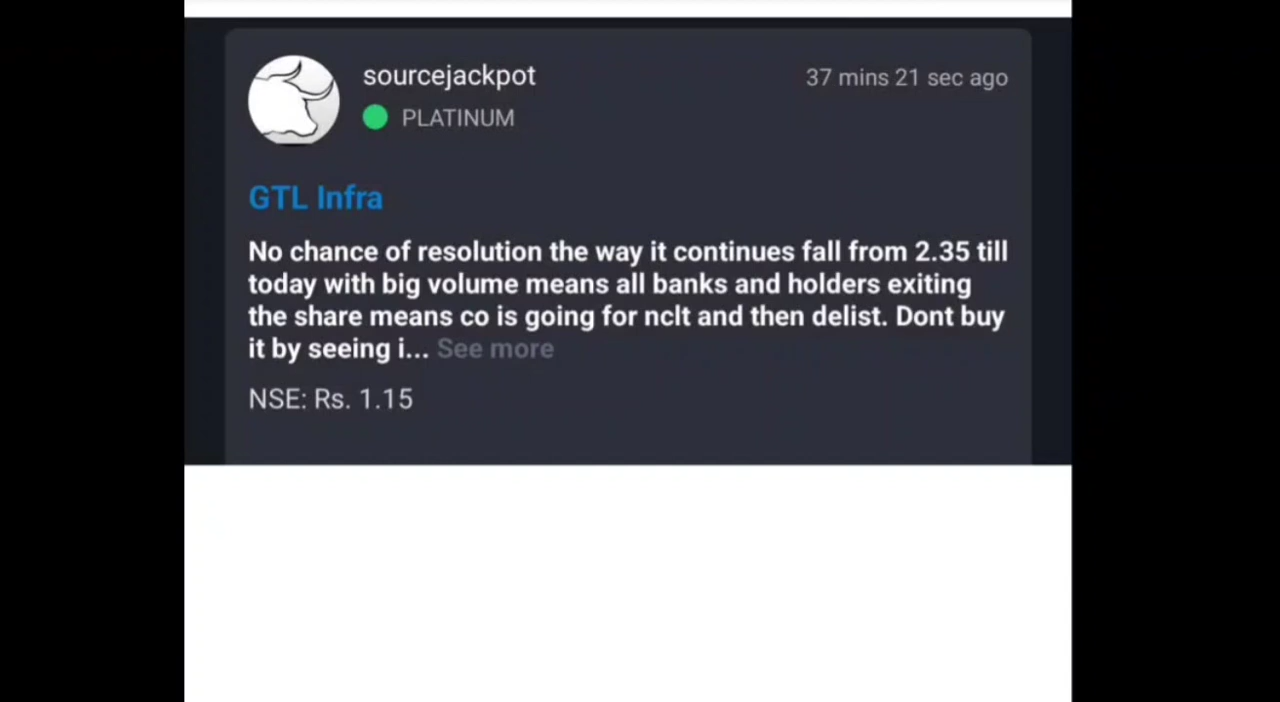 sourcejackpot
37 mins 21 sec ago
PLATINUM
GTL Infra
No chance of resolution the way it continues fall from 2.35 till
today with big volume means all banks and holders exiting
the share means co is going for nclt and then delist. Dont buy
it by seeing i... See more
NSE: Rs. 1.15